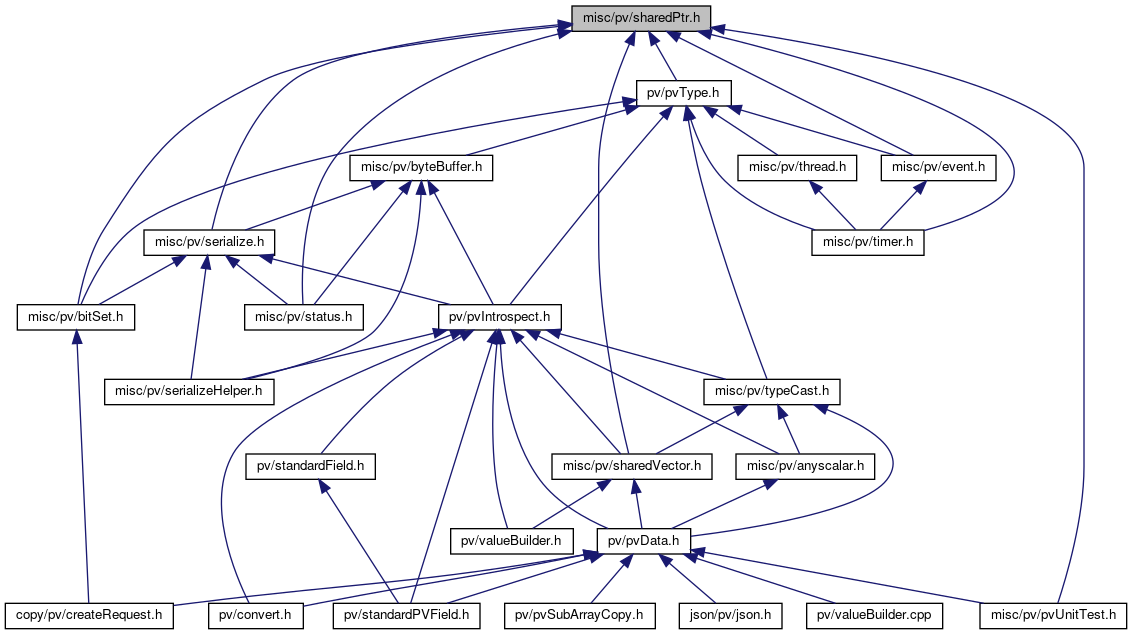 misc/pv/sharedPtr.h
pv/pvType.h
misc/pv/byteBuffer.h
misc/pv/thread.h
misc/pv/event.h
misc/pv/serialize.h
misc/pv/timer.h
misc/pv/bitSet.h
misc/pv/status.h
pv/pvIntrospect.h
misc/pv/serializeHelper.h
misc/pv/typeCast.h
pv/standardField.h
misc/pv/sharedVector.h
misc/pv/anyscalar.h
pv/valueBuilder.h
pv/pvData.h
copy/pv/createRequest.h
pv/convert.h
pv/standardPVField.h
pv/pvSubArrayCopy.h
json/pv/json.h
pv/valueBuilder.cpp
misc/pv/pvUnitTest.h